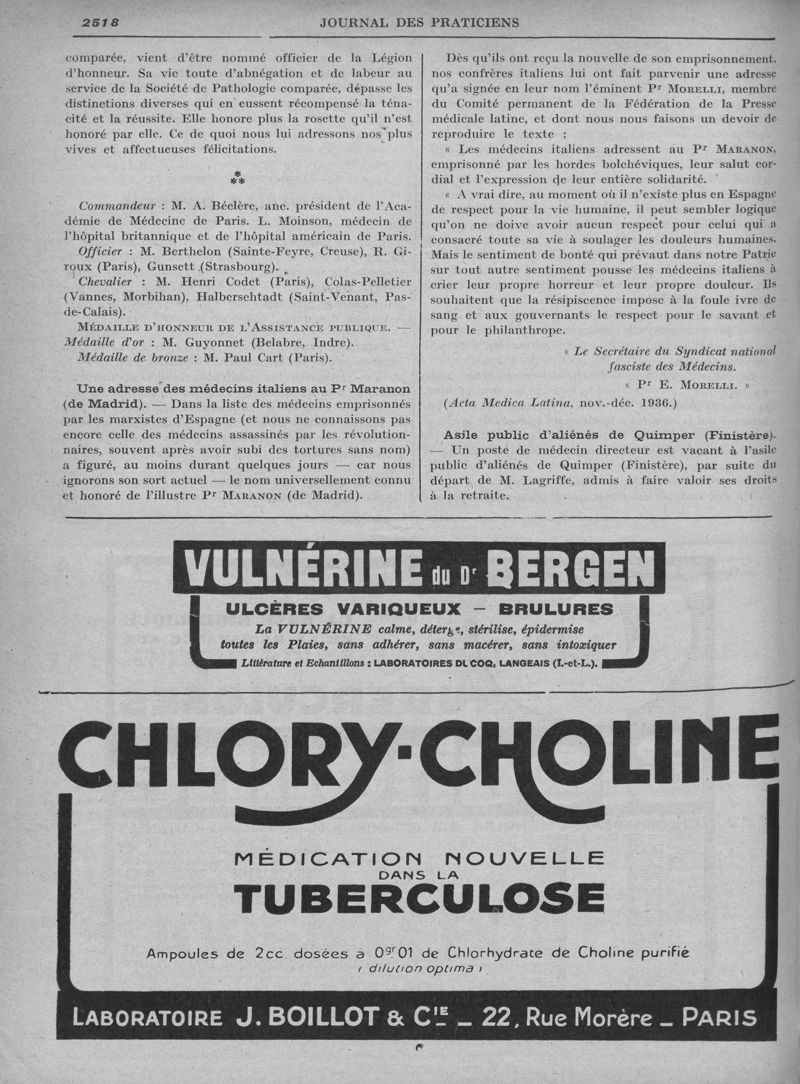 2518
JOURNAL DES PRATICIENS
comparée, vient d'être nommé officier de la Légion
d'honneur. Sa vie toute d'abnégation et de labeur au
service de la Société de Pathologie comparée, dépasse les
distinctions diverses qui en eussent récompensé la téna-
cité et la réussite. Elle honore plus la rosette qu'il n'est
honoré par elle. Ce de quoi nous lui adressons nos plus
vives et affectueuses félicitations.
*
**
Commandeur : M. A. Béclère, anc. président de l'Aca-
démie de Médecine de Paris. L. Moinson, médecin de
l'hôpital britannique et de l'hôpital américain de Paris.
Officier : M. Berthelon (Sainte-Feyre, Creuse), R. Gi-
roux (Paris), Gunsett (Strasbourg).
Chevalier : M. Henri Codet (Paris), Colas-Pelletier
(Vannes, Morbihan), Halberschtadt (Saint-Venant, Pas-
de-Calais).
MÉDAILLE D'HONNEUR DE L'ASSISTANCE PUBLIQUE. —
Médaille d'or : M. Guyonnet (Belabre, Indre).
Médaille de bronze : M. Paul Cart (Paris).
Une adresse des médecins italiens au Pr Maranon
(de Madrid). — Dans la liste des médecins emprisonnés
par les marxistes d'Espagne (et nous ne connaissons pas
encore celle des médecins assassinés par les révolution-
naires, souvent après avoir subi des tortures sans nom)
a figuré, au moins durant quelques jours — car nous
ignorons son sort actuel — le nom universellement connu
et honoré de l'illustre Pr MARANON (de Madrid).
Dès qu'ils ont reçu la nouvelle de son emprisonnement,
nos confrères italiens lui ont fait parvenir une adresse
qu'a signée en leur nom l'éminent Pr MORELLI, membre
du Comité permanent de la Fédération de la Presse
médicale latine, et dont nous nous faisons un devoir de
reproduire le texte :
« Les médecins italiens adressent au Pr MARANON,
emprisonné par les hordes bolchéviques, leur salut cor-
dial et l'expression de leur entière solidarité.
« A vrai dire, au moment où il n'existe plus en Espagne
de respect pour la vie humaine, il peut sembler logique
qu'on ne doive avoir aucun respect pour celui qui a
consacré toute sa vie à soulager les douleurs humaines.
Mais le sentiment de bonté qui prévaut dans notre Patrie
sur tout autre sentiment pousse les médecins italiens à
crier leur propre horreur et leur propre douleur. Ils
souhaitent que la résipiscence impose à la foule ivre de
sang et aux gouvernants le respect pour le savant et
pour le philanthrope.
« Le Secrétaire du Syndicat national
fasciste des Médecins.
« Pr E. MORELLI. »
(Acta Medica Latina, nov.-déc. 1936.)
Asile public d'aliénés de Quimper (Finistère).
— Un poste de médecin directeur est vacant à l'asile
public d'aliénés de Quimper (Finistère), par suite du
départ de M. Lagriffe, admis à faire valoir ses droits
à la retraite.
VULNÉRINE du Dr BERGEN
ULCÈRES VARIQUEUX — BRULURES
La VULNÉRINE calme, déterge, stérilise, épidermise
toutes les Plaies, sans adhérer, sans macérer, sans intoxiquer
Littérature et Echantillons : LABORATOIRES DU COQ, LANGEAIS (I.-et-L.).
CHLORY-CHOLINE
MÉDICATION NOUVELLE
DANS LA
TUBERCULOSE
Ampoules de 2cc. dosées à 0gr01 de Chlorhydrate de Choline purifié
( dilution optima )
LABORATOIRE J. BOILLOT & CIE _ 22, Rue Morère _ PARIS